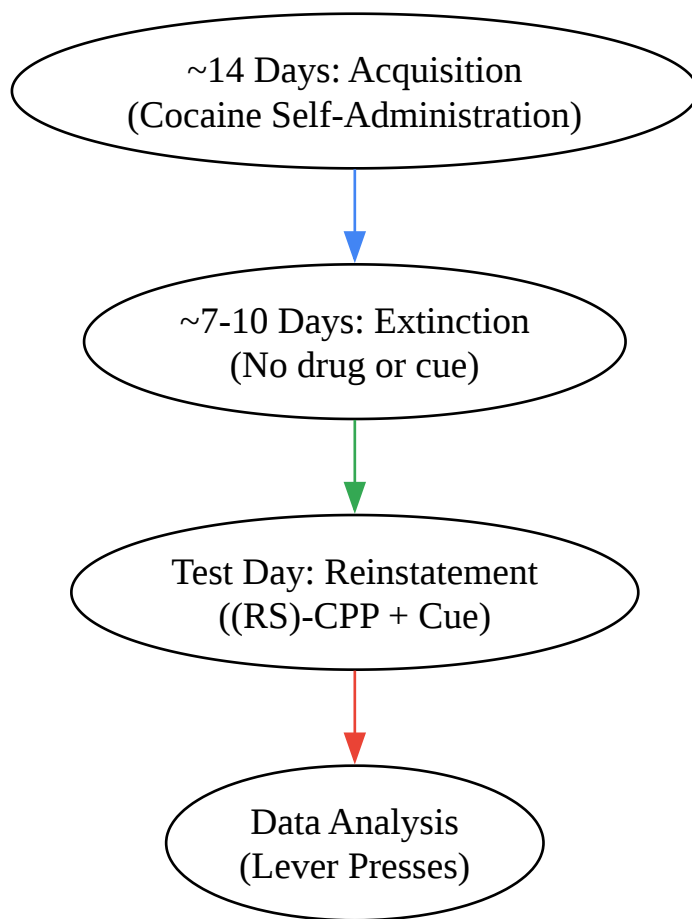 ~14 Days: Acquisition
(Cocaine Self-Administration)
~7-10 Days: Extinction
(No drug or cue)
Test Day: Reinstatement
((RS)-CPP + Cue)
Data Analysis
(Lever Presses)